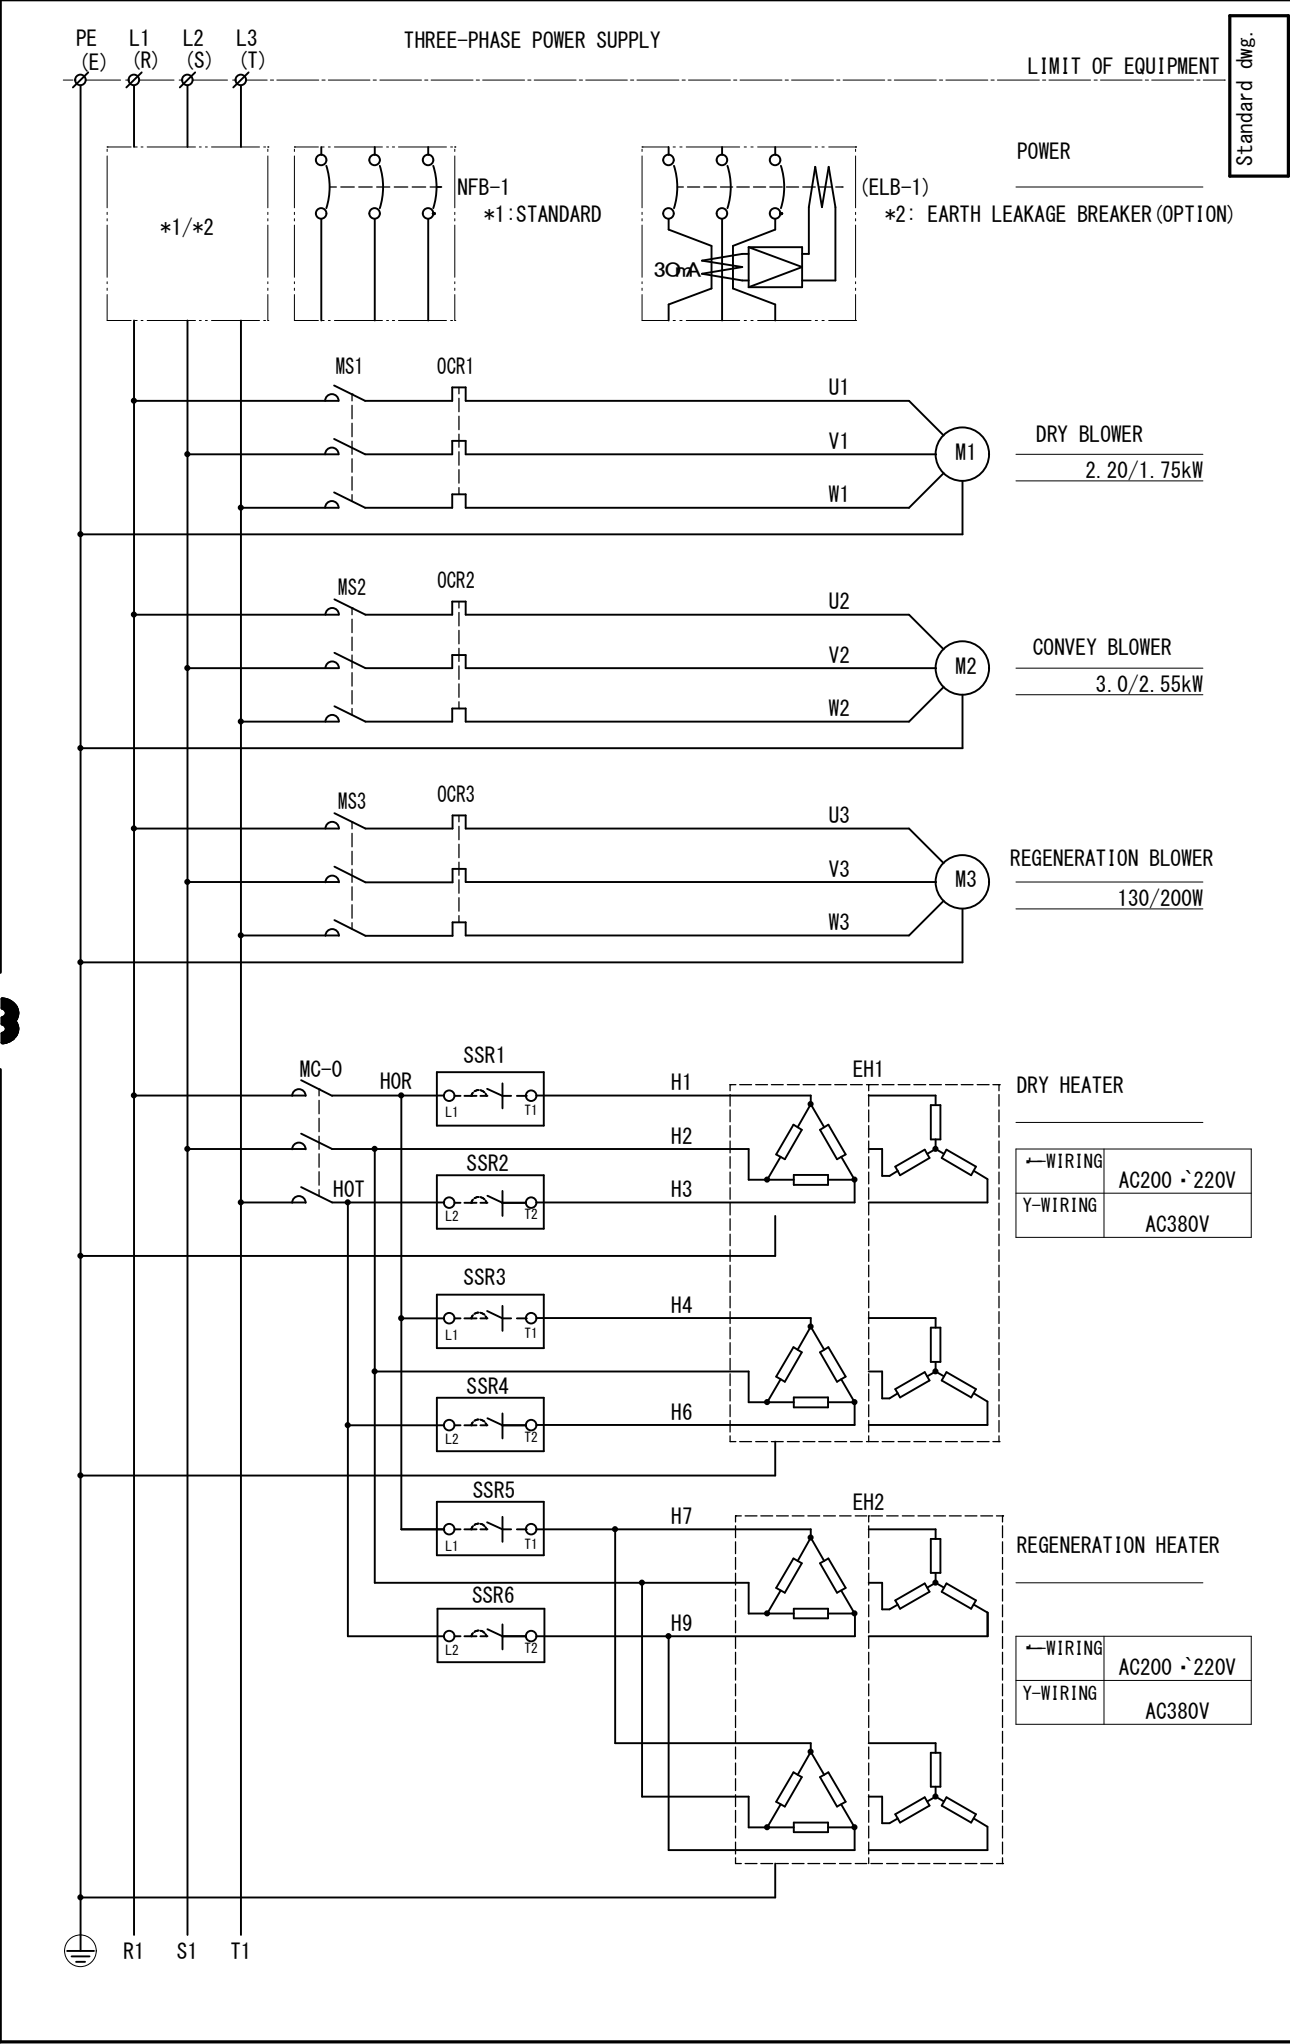 PE L1 L2 L3 THREE-PHASE POWER SUPPLY
(E) (R) (S) (T)
LIMIT OF EQUIPMENT
Standard dwg.
POWER
NFB-1
*1:STANDARD
(ELB-1)
*2: EARTH LEAKAGE BREAKER(OPTION)
*1/*2
30mA
MS1 OCR1
U1
V1
W1
M1
DRY BLOWER
2.20/1.75kW
MS2 OCR2
U2
V2
W2
M2
CONVEY BLOWER
3.0/2.55kW
MS3 OCR3
U3
V3
W3
M3
REGENERATION BLOWER
130/200W
3
MC-0 HOR SSR1 H1 EH1
L1 T1
DRY HEATER
H2
SSR2
HOT H3
L2 T2
←WIRING AC200・`220V
Y-WIRING AC380V
SSR3 H4
L1 T1
SSR4 H6
L2 T2
SSR5 H7 EH2
L1 T1
REGENERATION HEATER
SSR6 H9
L2 T2
←WIRING AC200・`220V
Y-WIRING AC380V
R1 S1 T1